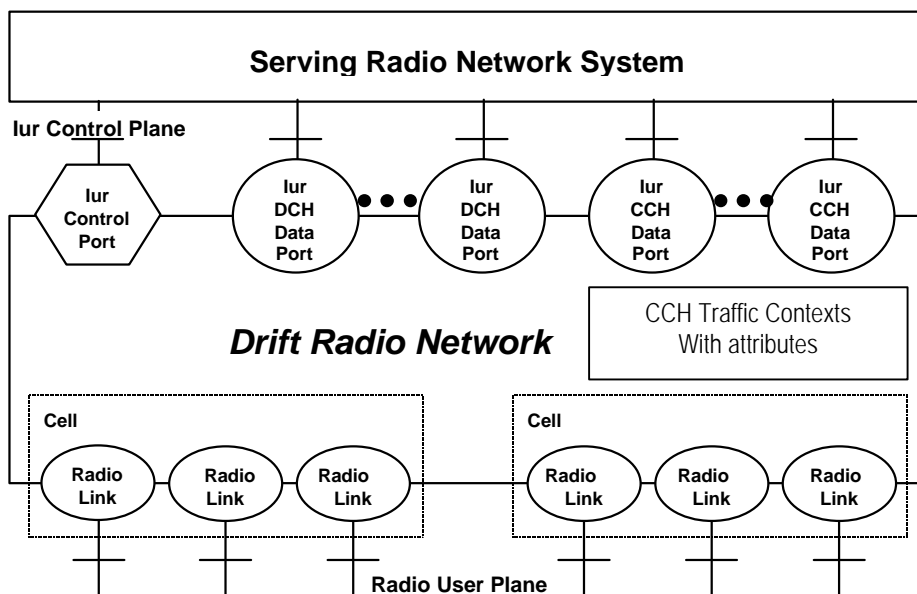 Serving Radio Network System
Iur Control Plane
Iur
Control
Port
Iur
DCH
Data
Port
Iur
DCH
Data
Port
Iur
CCH
Data
Port
Iur
CCH
Data
Port
CCH Traffic Contexts
With attributes
Drift Radio Network
Cell
Radio
Link
Radio
Link
Radio
Link
Cell
Radio
Link
Radio
Link
Radio
Link
Radio User Plane